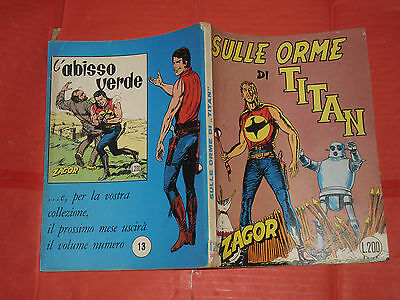 l'abisso
verde
ZAGOR
...e, per la vostra
collezione,
il prossimo mese uscirà
il volume numero
13
SULLE ORME DI "TITAN"
SULLE ORME
DI
TITAN
ZAGOR
L.200